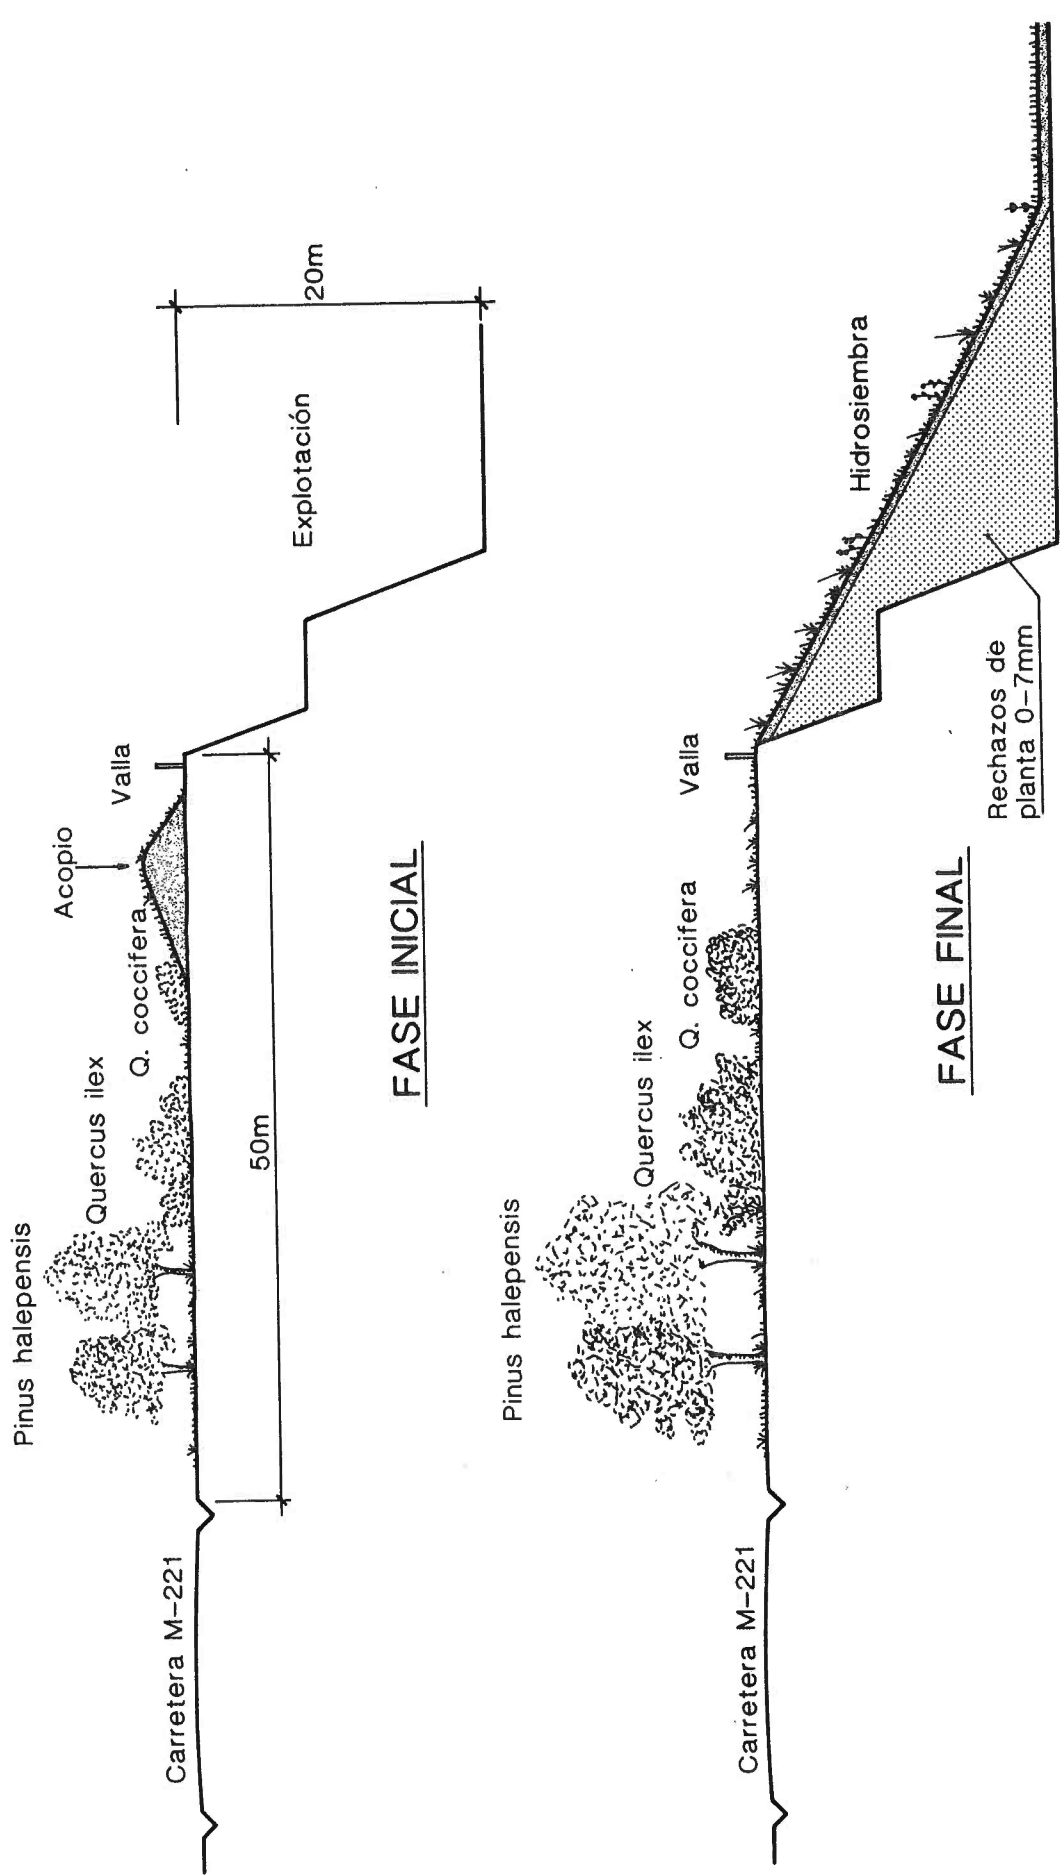 Pinus halepensis
Quercus ilex
Acopio
Q. coccifera
Valla
Carretera M-221
50m
20m
Explotación
FASE INICIAL
Pinus halepensis
Quercus ilex
Q. coccifera
Valla
Hidrosiembra
Carretera M-221
Rechazos de
planta 0-7mm
FASE FINAL